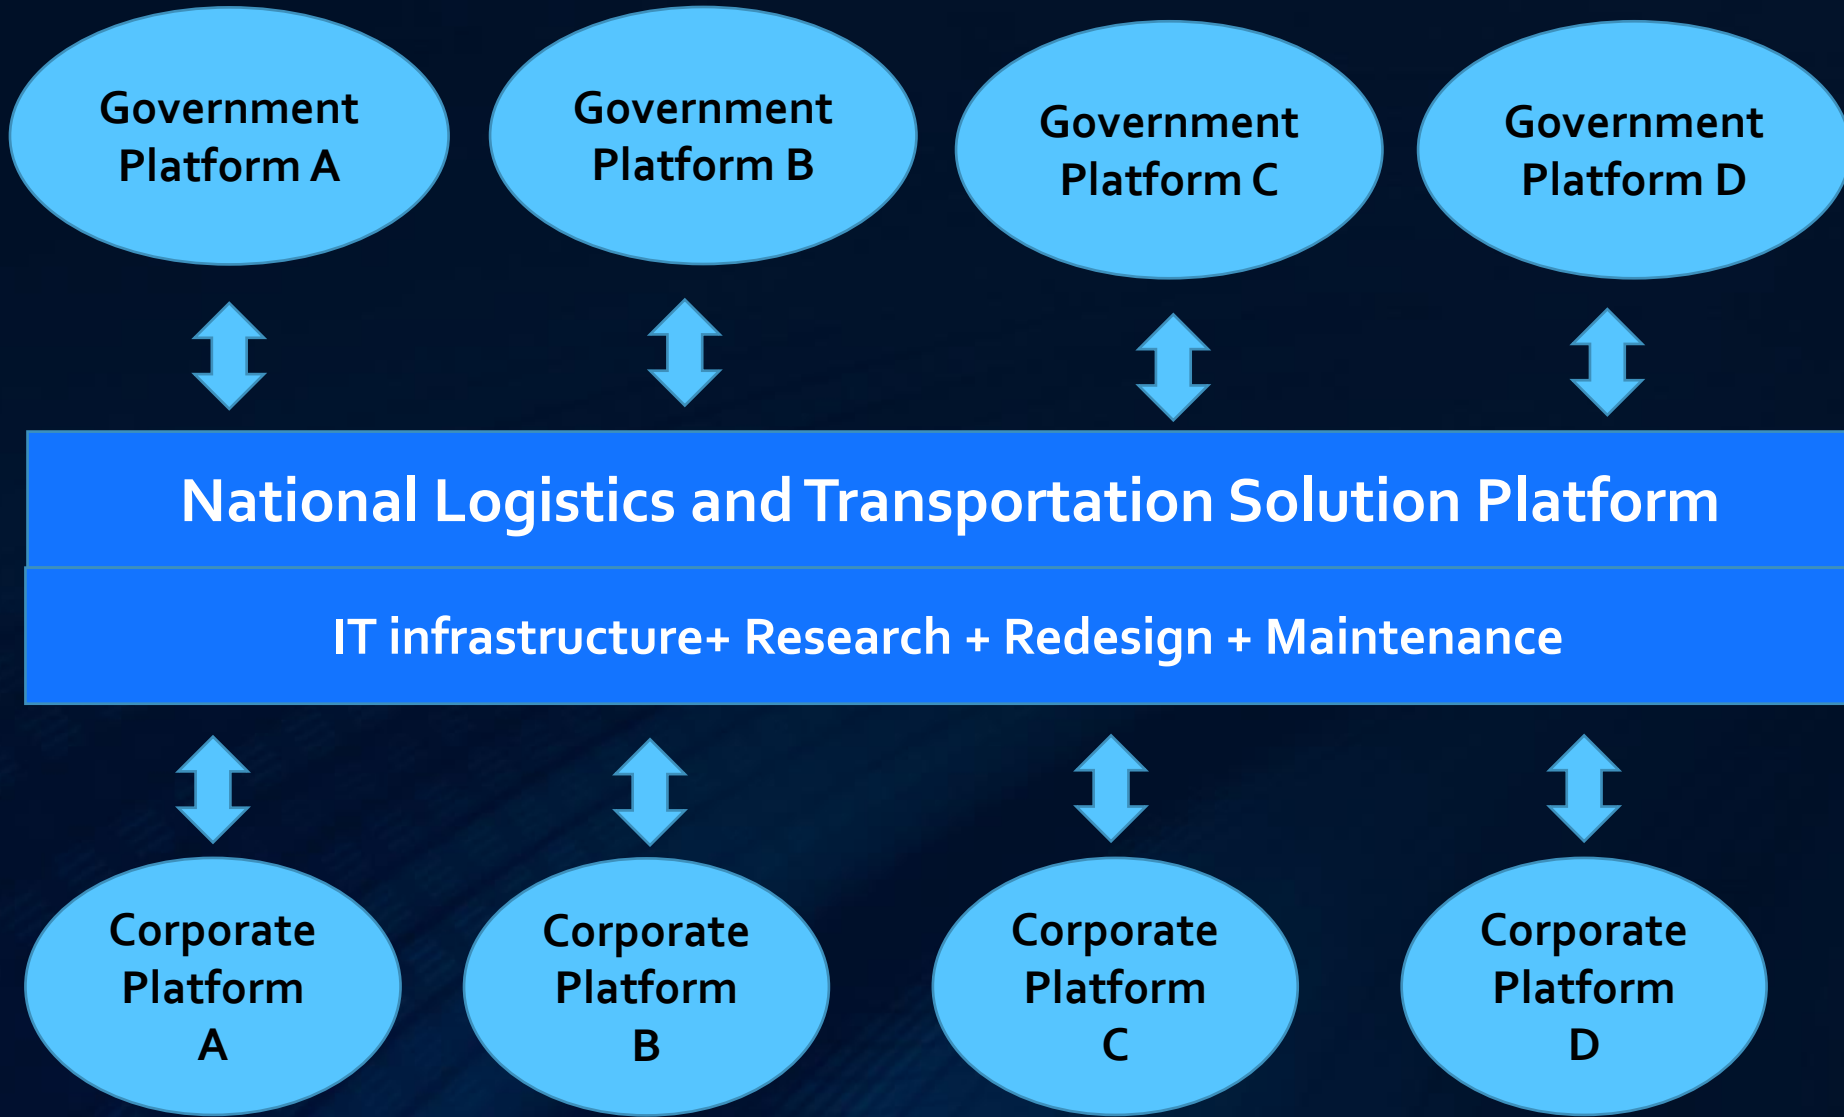 Government
Platform A
Government
Platform B
Government
Platform C
Government
Platform D
National Logistics and Transportation Solution Platform
IT infrastructure+ Research + Redesign + Maintenance
Corporate
Platform
A
Corporate
Platform
B
Corporate
Platform
C
Corporate
Platform
D